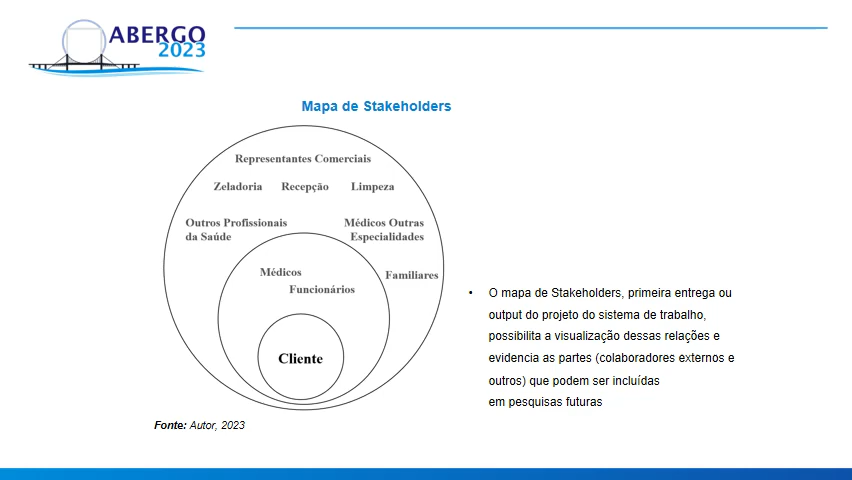 ABERGO
2023
Mapa de Stakeholders
Representantes Comerciais
Zeladoria Recepção Limpeza
Outros Profissionais
da Saúde
Médicos Outras
Especialidades
Médicos
Funcionários
Familiares
Cliente
Fonte: Autor, 2023
• O mapa de Stakeholders, primeira entrega ou
output do projeto do sistema de trabalho,
possibilita a visualização dessas relações e
evidencia as partes (colaboradores externos e
outros) que podem ser incluídas
em pesquisas futuras